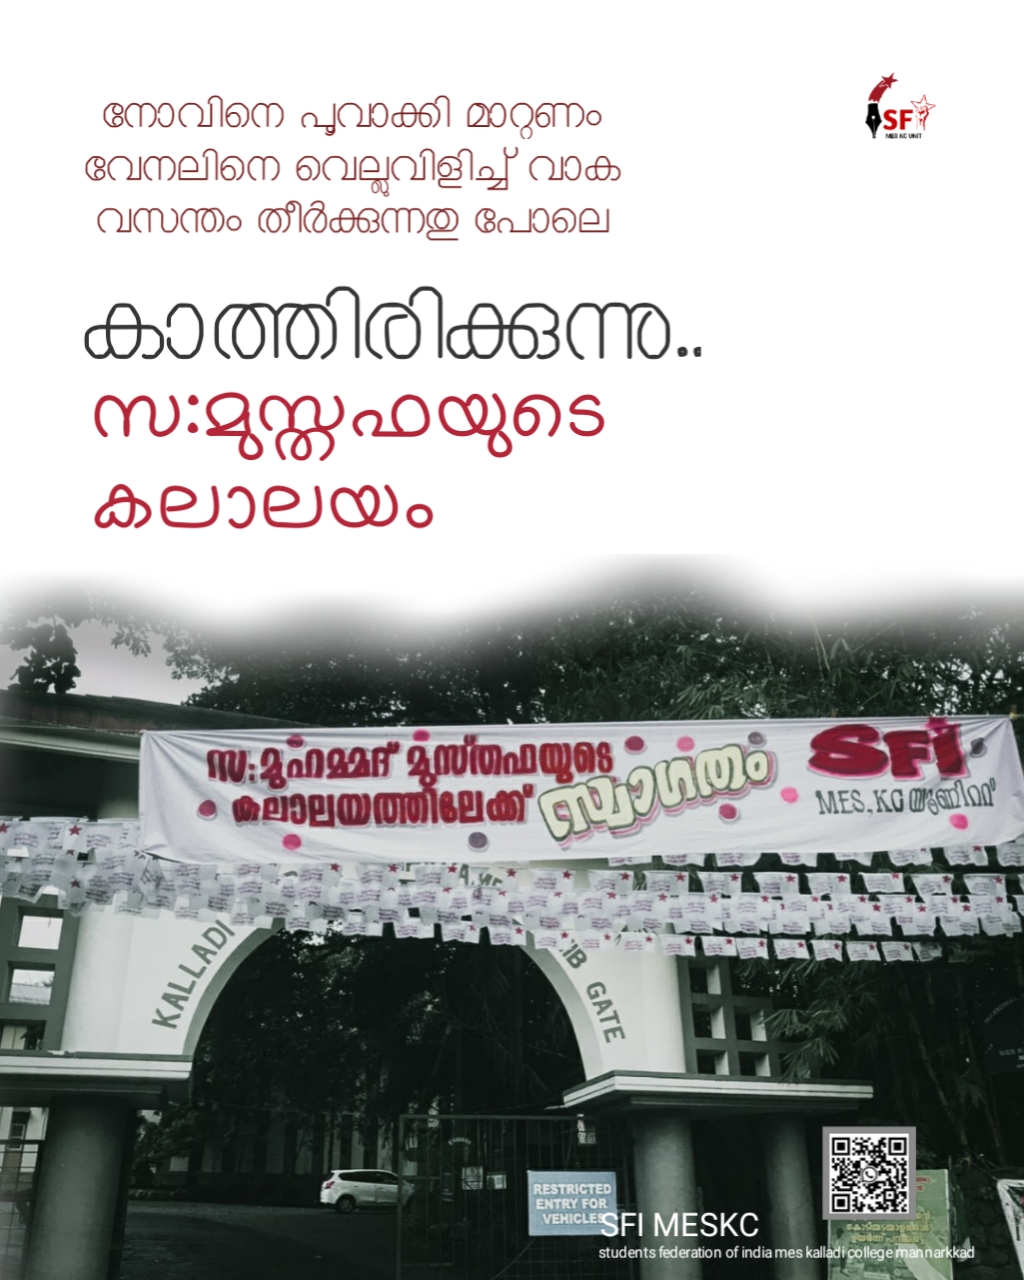 നോവിനെ പൂവാക്കി മാറ്റണം
വേനലിനെ വെല്ലുവിളിച്ച് വാക
വസന്തം തീർക്കുന്നതു പോലെ
SFI
MES KC UNIT
കാത്തിരിക്കുന്നു..
സ:മുസ്തഫയുടെ
കലാലയം
സ:മുഹമ്മദ് മുസ്തഫയുടെ
കലാലയത്തിലേക്ക് സ്വാഗതം
SFI
MES, KC യൂണിറ്റ്
KALLADI
IB GATE
RESTRICTED
ENTRY FOR
VEHICLES
SFI MESKC
students federation of india mes kalladi college mannarkkad